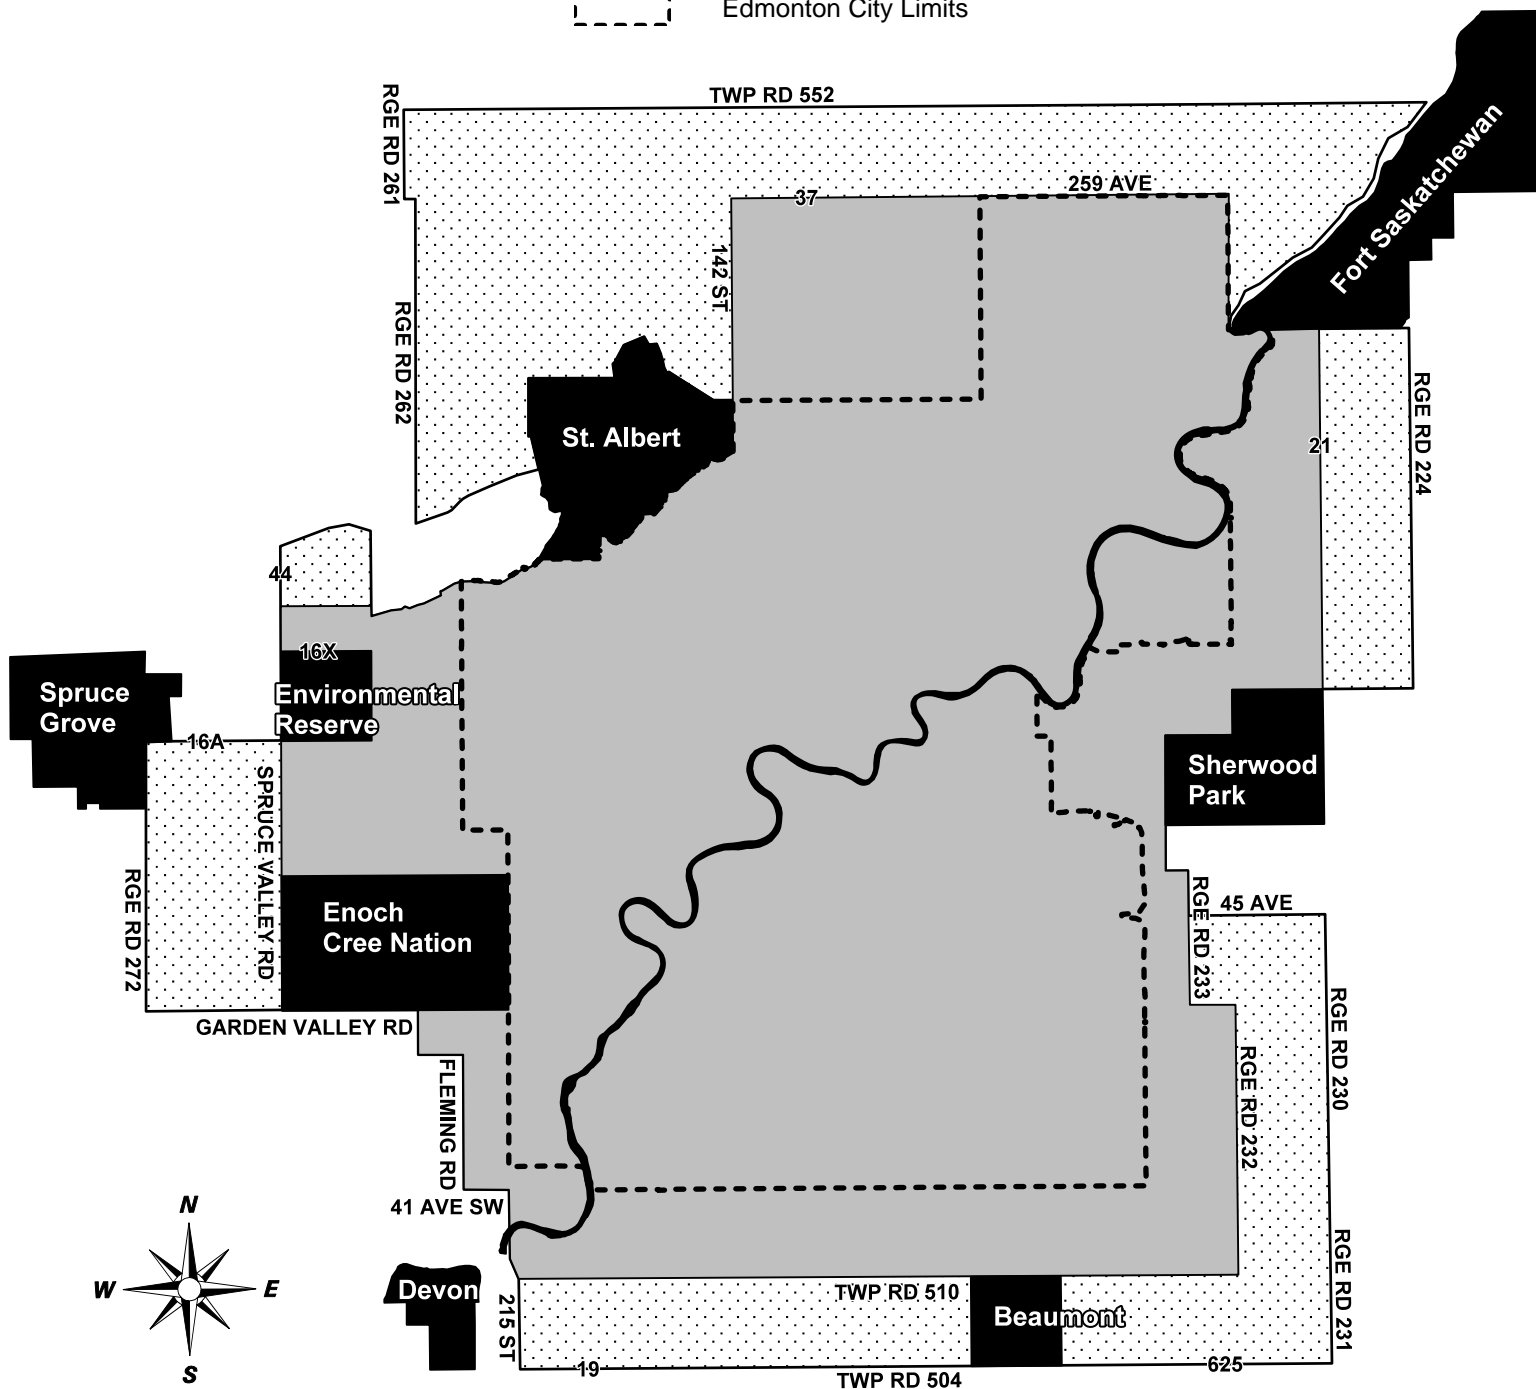 Edmonton City Limits
TWP RD 552
RGE RD 261
37
259 AVE
142 ST
Fort Saskatchewan
RGE RD 262
St. Albert
21
RGE RD 224
44
16X
Spruce
Grove
Environmental
Reserve
16A
SPRUCE VALLEY RD
Sherwood
Park
RGE RD 272
Enoch
Cree Nation
RGE RD 233
45 AVE
GARDEN VALLEY RD
FLEMING RD
RGE RD 230
RGE RD 232
41 AVE SW
N
W
E
S
Devon
215 ST
TWP RD 510
Beaumont
RGE RD 231
19
625
TWP RD 504